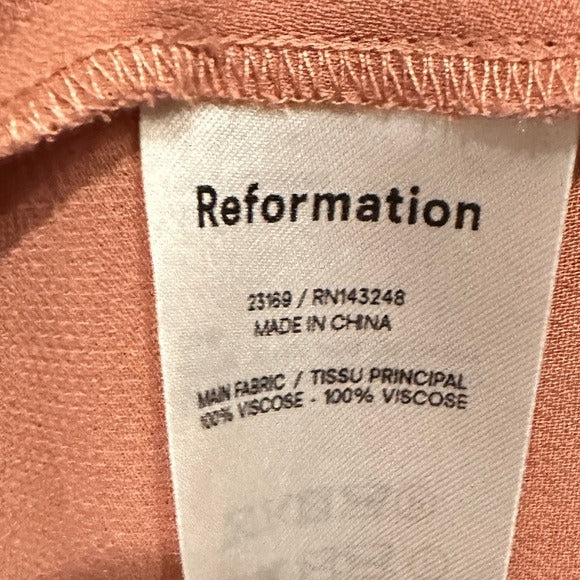 Reformation
23169 / RN143248
MADE IN CHINA
MAIN FABRIC / TISSU PRINCIPAL
100% VISCOSE - 100% VISCOSE